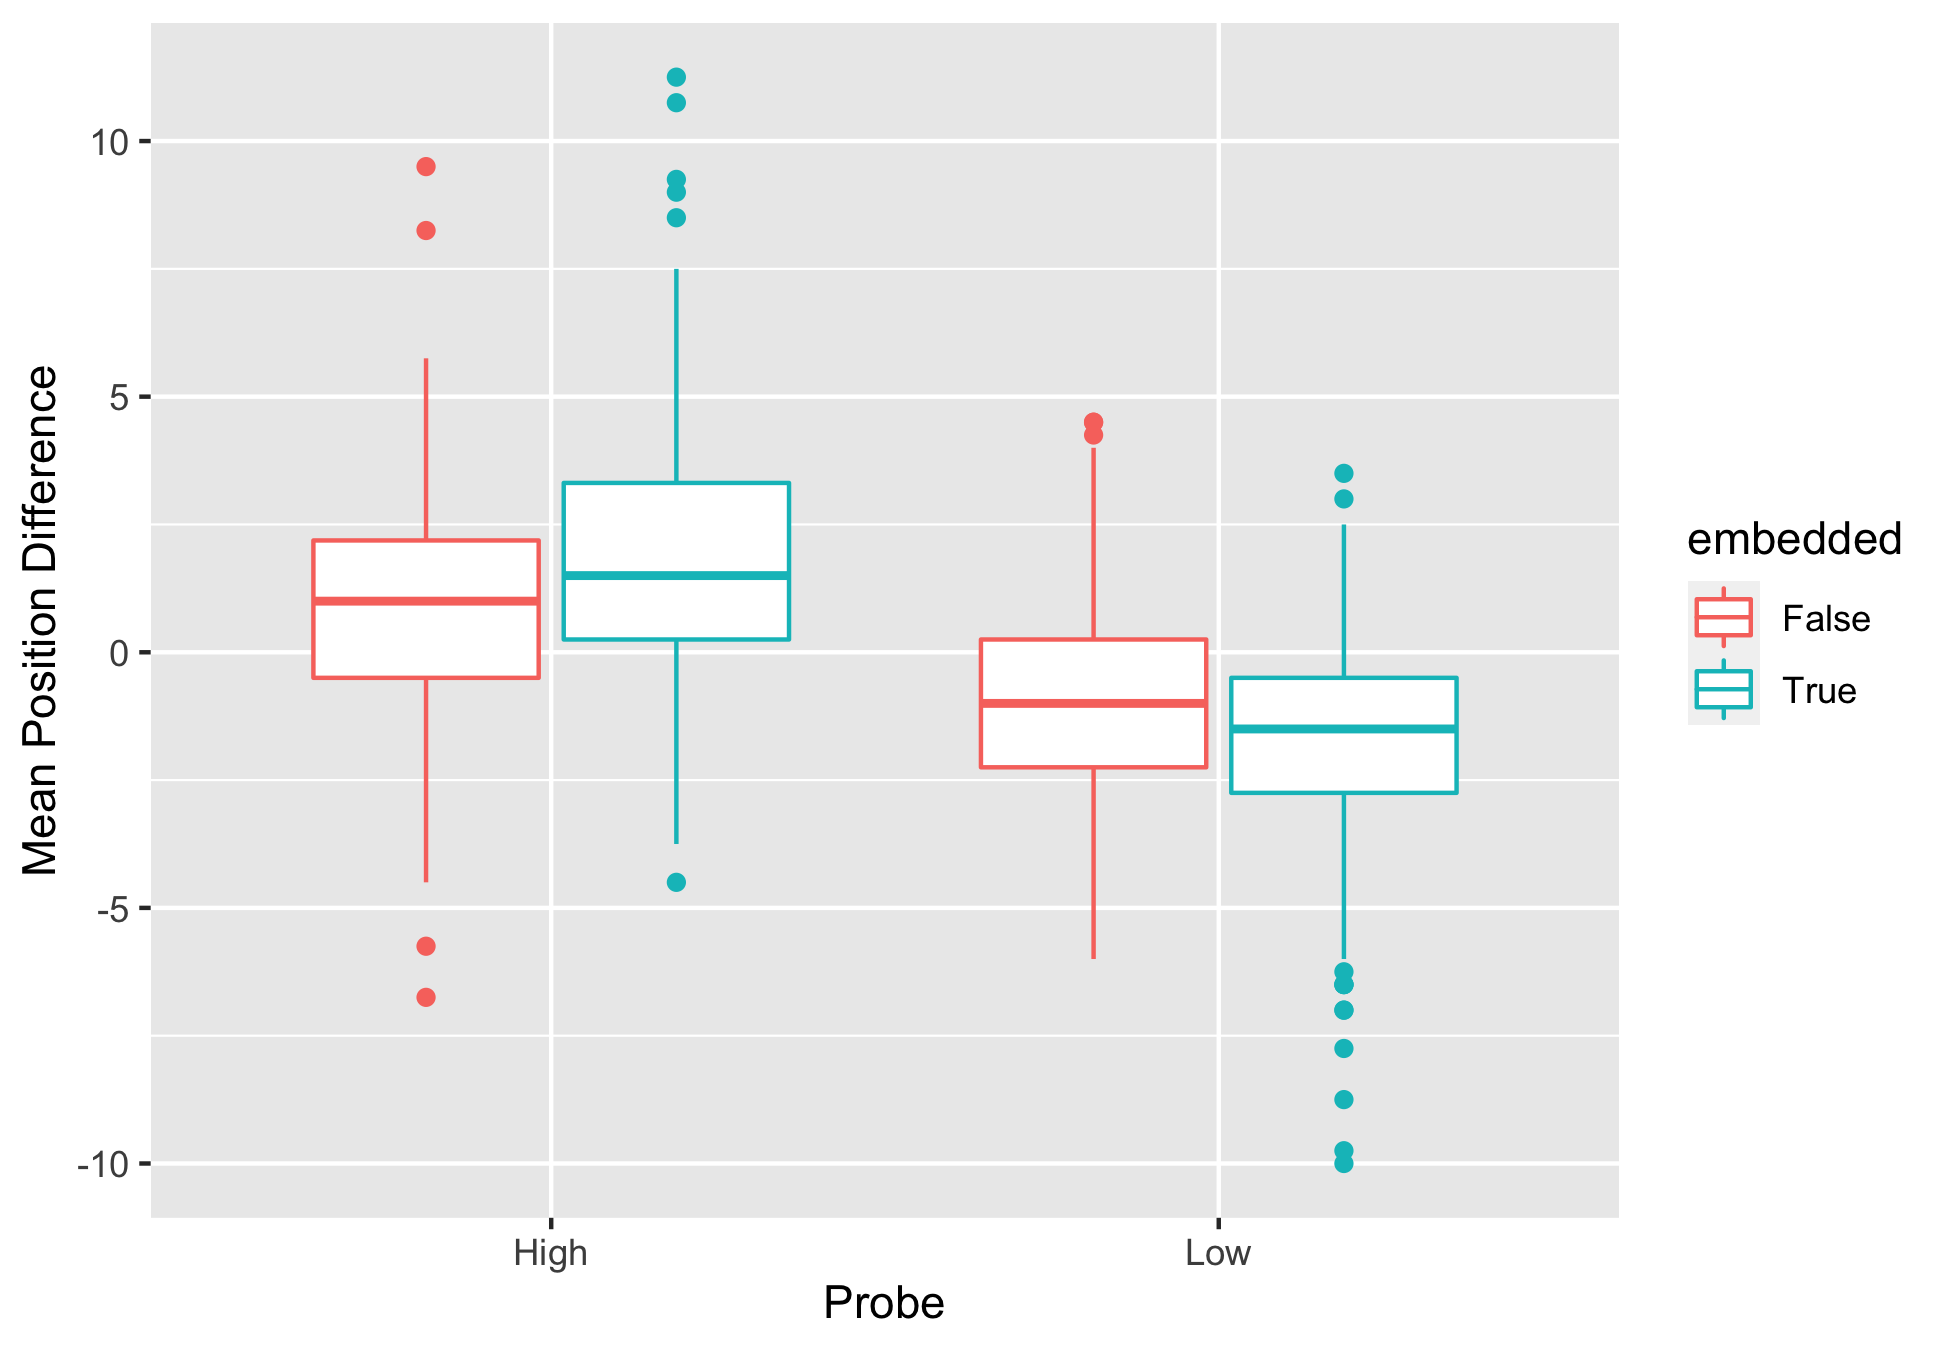 Mean Position Difference
10
5
0
-5
-10
High
Low
Probe
embedded
False
True